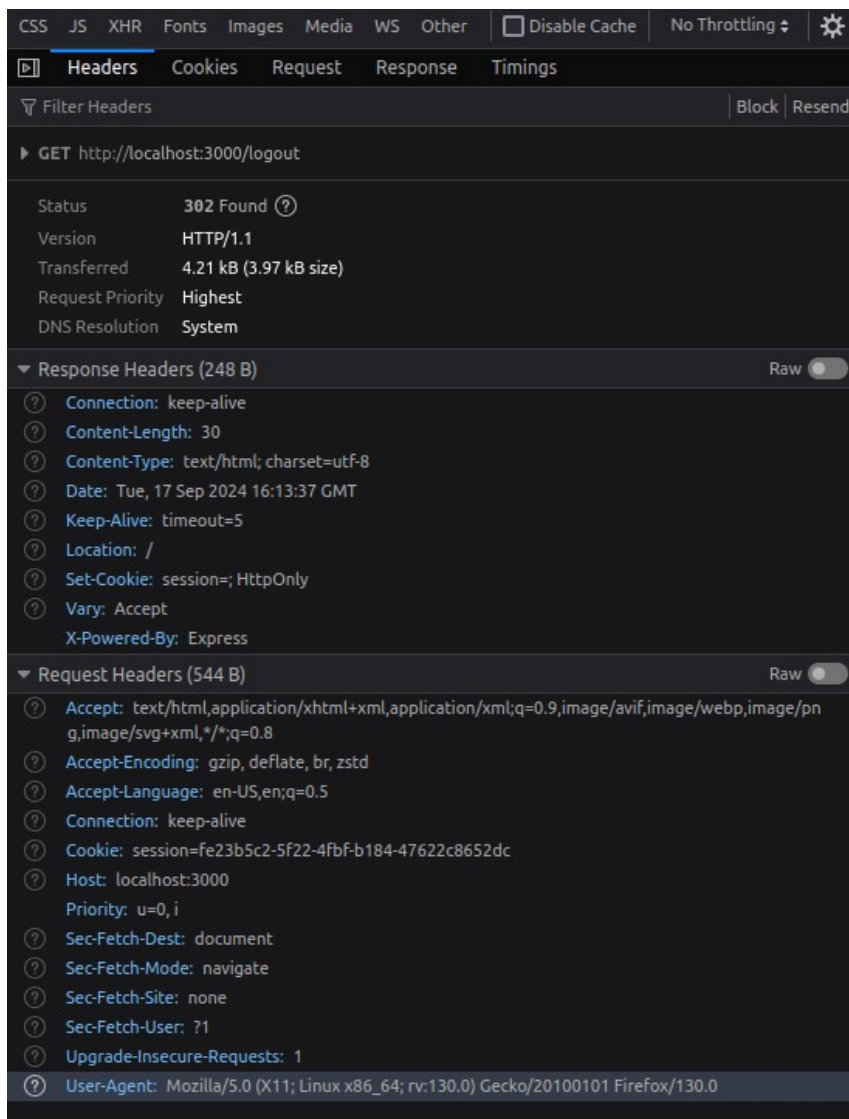 CSS JS XHR Fonts Images Media WS Other Disable Cache No Throttling
Headers Cookies Request Response Timings
Filter Headers Block Resend
GET http://localhost:3000/logout
Status 302 Found
Version HTTP/1.1
Transferred 4.21 kB (3.97 kB size)
Request Priority Highest
DNS Resolution System
Response Headers (248 B) Raw
Connection: keep-alive
Content-Length: 30
Content-Type: text/html; charset=utf-8
Date: Tue, 17 Sep 2024 16:13:37 GMT
Keep-Alive: timeout=5
Location: /
Set-Cookie: session=; HttpOnly
Vary: Accept
X-Powered-By: Express
Request Headers (544 B) Raw
Accept: text/html,application/xhtml+xml,application/xml;q=0.9,image/avif,image/webp,image/pn
g,image/svg+xml,*/*;q=0.8
Accept-Encoding: gzip, deflate, br, zstd
Accept-Language: en-US,en;q=0.5
Connection: keep-alive
Cookie: session=fe23b5c2-5f22-4fbf-b184-47622c8652dc
Host: localhost:3000
Priority: u=0, i
Sec-Fetch-Dest: document
Sec-Fetch-Mode: navigate
Sec-Fetch-Site: none
Sec-Fetch-User: ?1
Upgrade-Insecure-Requests: 1
User-Agent: Mozilla/5.0 (X11; Linux x86_64; rv:130.0) Gecko/20100101 Firefox/130.0